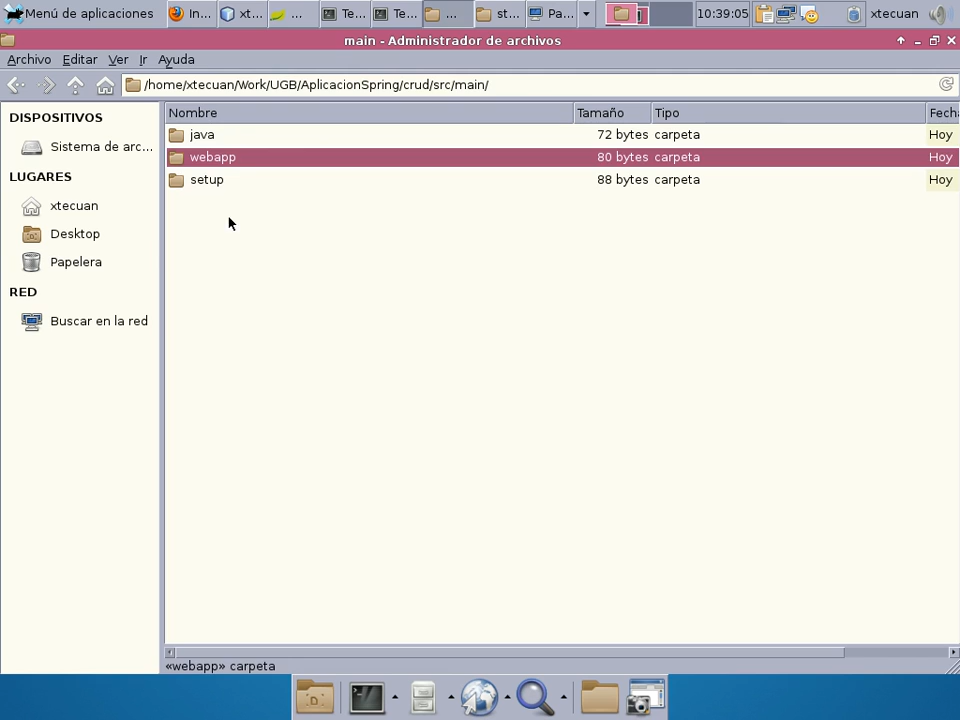 Menú de aplicaciones In... xt... ... Te... Te... ... st... Pa... 10:39:05 xtecuan
main - Administrador de archivos
Archivo Editar Ver Ir Ayuda
/home/xtecuan/Work/UGB/AplicacionSpring/crud/src/main/
DISPOSITIVOS
Sistema de arc...
LUGARES
xtecuan
Desktop
Papelera
RED
Buscar en la red
Nombre Tamaño Tipo Fecha
java 72 bytes carpeta Hoy
webapp 80 bytes carpeta Hoy
setup 88 bytes carpeta Hoy
«webapp» carpeta